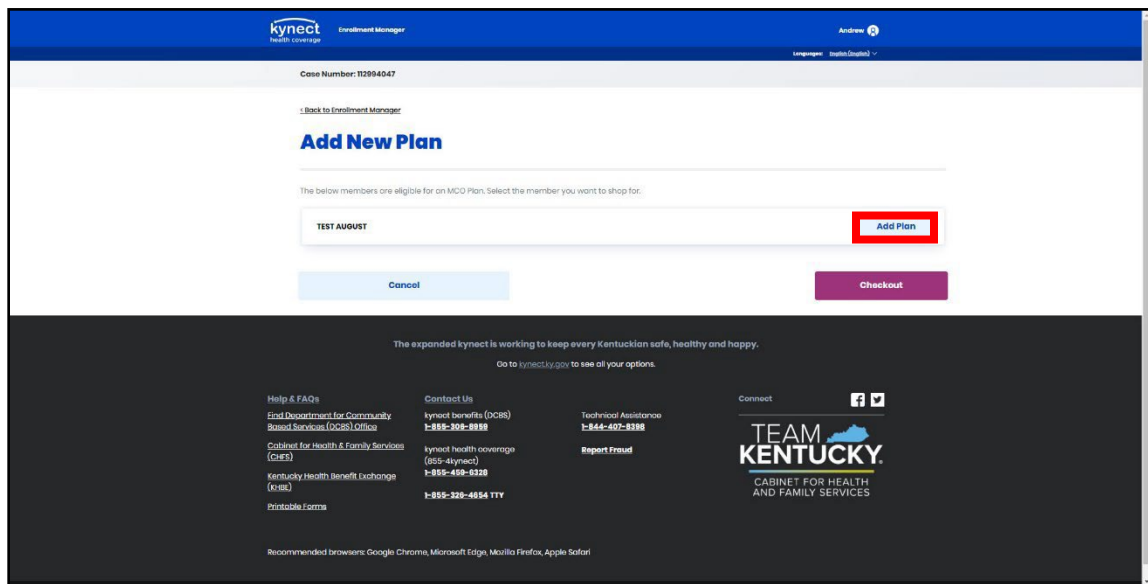 kynect
health coverage
Enrollment Manager
Andrew
Languages: English (English)
Case Number: 112994047
< Back to Enrollment Manager
Add New Plan
The below members are eligible for an MCO Plan. Select the member you want to shop for.
TEST AUGUST
Add Plan
Cancel
Checkout
The expanded kynect is working to keep every Kentuckian safe, healthy and happy.
Go to kynect.ky.gov to see all your options.
Help & FAQs
Find Department for Community
Based Services (DCBS) Office
Cabinet for Health & Family Services
(CHFS)
Kentucky Health Benefit Exchange
(KHBE)
Printable Forms
Contact Us
kynect benefits (DCBS)
1-855-306-8959
kynect health coverage
(855-4kynect)
1-855-459-6328
1-855-326-4654 TTY
Technical Assistance
1-844-407-8398
Report Fraud
Connect
TEAM
KENTUCKY.
CABINET FOR HEALTH
AND FAMILY SERVICES
Recommended browsers: Google Chrome, Microsoft Edge, Mozilla Firefox, Apple Safari